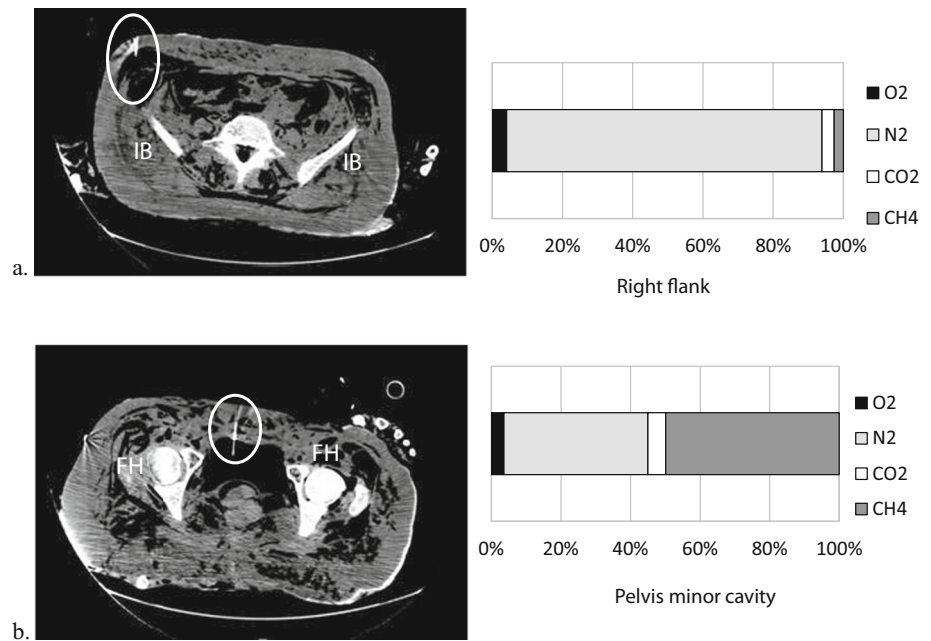 a.
IB
IB
O2
N2
CO2
CH4
0% 20% 40% 60% 80% 100%
Right flank
b.
FH
FH
O2
N2
CO2
CH4
0% 20% 40% 60% 80% 100%
Pelvis minor cavity